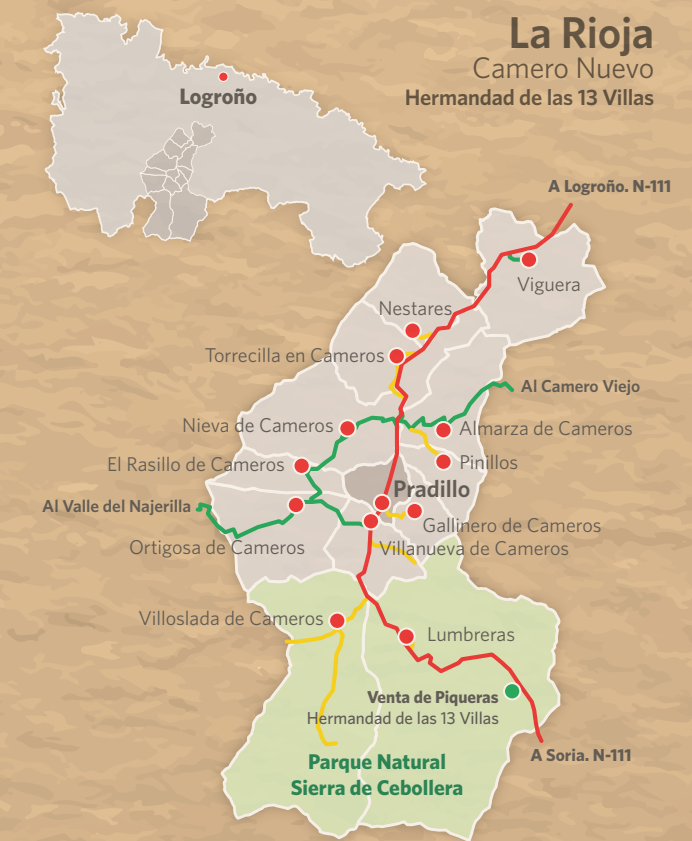 La Rioja
Camero Nuevo
Hermandad de las 13 Villas
Logroño
A Logroño. N-111
Viguera
Nestares
Torrecilla en Cameros
Al Camero Viejo
Nieva de Cameros
Almarza de Cameros
El Rasillo de Cameros
Pinillos
Pradillo
Al Valle del Najerilla
Gallinero de Cameros
Ortigosa de Cameros
Villanueva de Cameros
Villoslada de Cameros
Lumbreras
Venta de Piqueras
Hermandad de las 13 Villas
A Soria. N-111
Parque Natural
Sierra de Cebollera